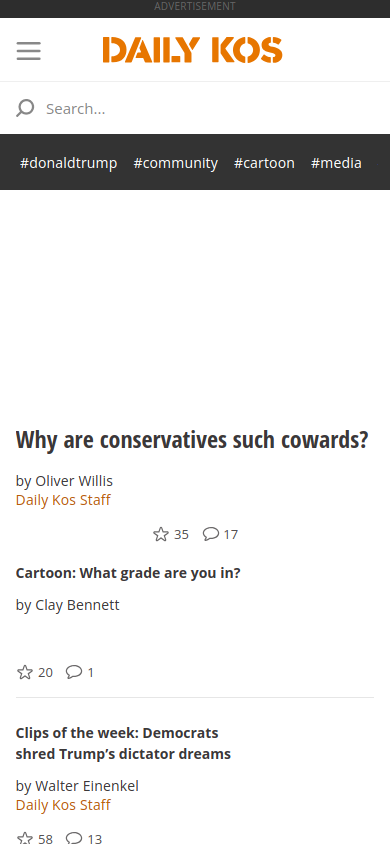 ADVERTISEMENT
DAILY KOS
Search...
#donaldtrump #community #cartoon #media
Why are conservatives such cowards?
by Oliver Willis
Daily Kos Staff
35 17
Cartoon: What grade are you in?
by Clay Bennett
20 1
Clips of the week: Democrats
shred Trump’s dictator dreams
by Walter Einenkel
Daily Kos Staff
58 13